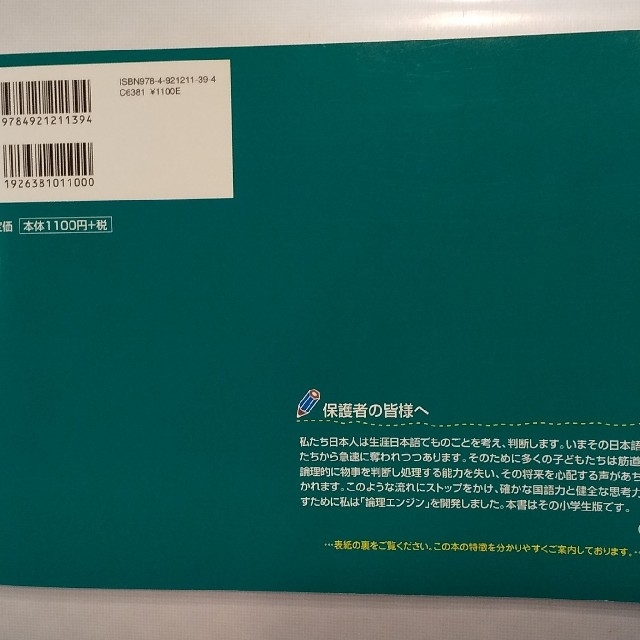 ISBN978-4-921211-39-4
C6381 ¥1100E
9784921211394
1926381011000
定価 本体1100円+税
保護者の皆様へ
私たち日本人は生涯日本語でものごとを考え、判断します。いまその日本語
たちから急速に奪われつつあります。そのために多くの子どもたちは筋道
論理的に物事を判断し処理する能力を失い、その将来を心配する声があち
かれます。このような流れにストップをかけ、確かな国語力と健全な思考力
すために私は「論理エンジン」を開発しました。本書はその小学生版です。
…表紙の裏をご覧ください。この本の特徴を分かりやすくご案内しております。…